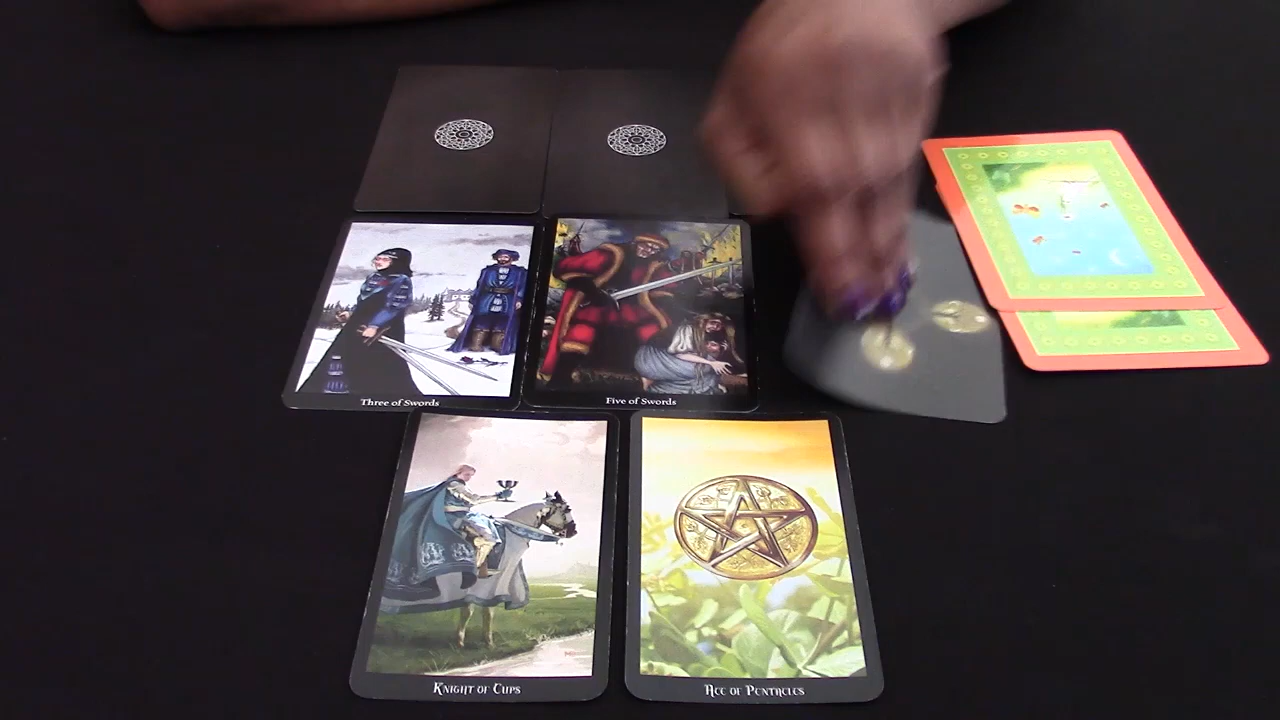 Three of Swords
Five of Swords
Knight of Cups
Ace of Pentacles